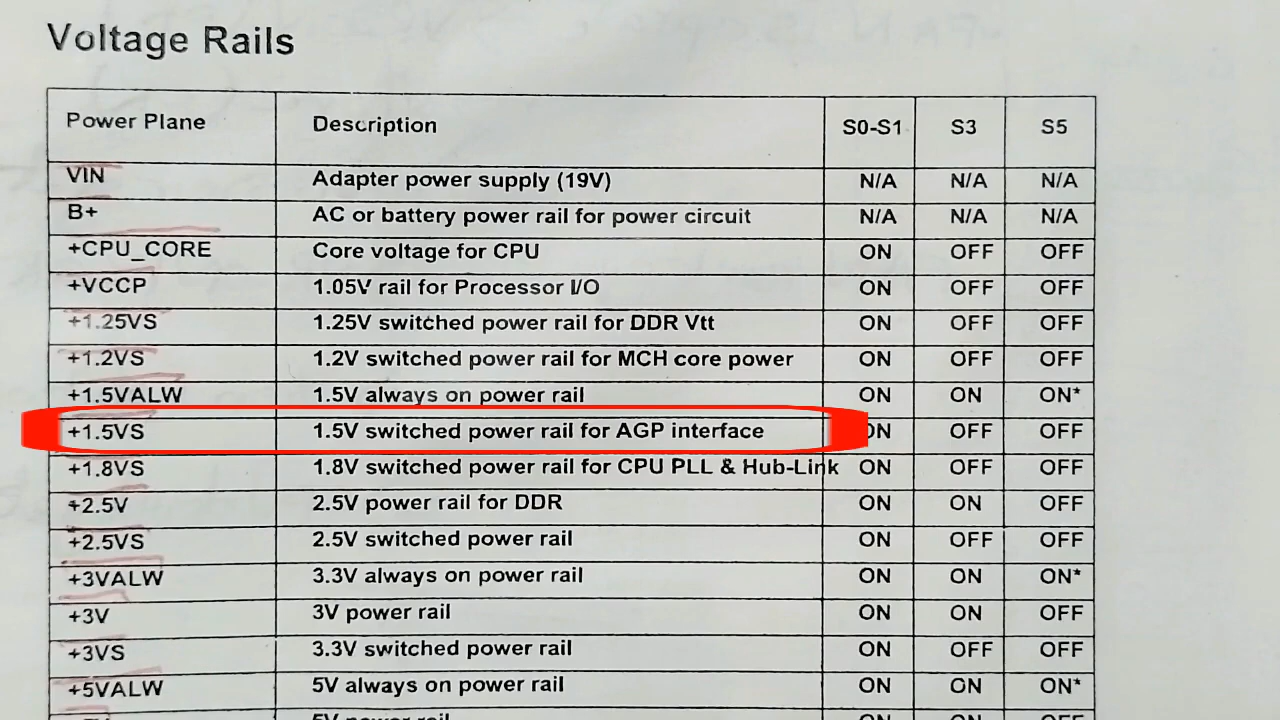 Voltage Rails
Power Plane Description S0-S1 S3 S5
VIN Adapter power supply (19V) N/A N/A N/A
B+ AC or battery power rail for power circuit N/A N/A N/A
+CPU_CORE Core voltage for CPU ON OFF OFF
+VCCP 1.05V rail for Processor I/O ON OFF OFF
+1.25VS 1.25V switched power rail for DDR Vtt ON OFF OFF
+1.2VS 1.2V switched power rail for MCH core power ON OFF OFF
+1.5VALW 1.5V always on power rail ON ON ON*
+1.5VS 1.5V switched power rail for AGP interface ON OFF OFF
+1.8VS 1.8V switched power rail for CPU PLL & Hub-Link ON OFF OFF
+2.5V 2.5V power rail for DDR ON ON OFF
+2.5VS 2.5V switched power rail ON OFF OFF
+3VALW 3.3V always on power rail ON ON ON*
+3V 3V power rail ON ON OFF
+3VS 3.3V switched power rail ON OFF OFF
+5VALW 5V always on power rail ON ON ON*
5V power rail ON ON OFF